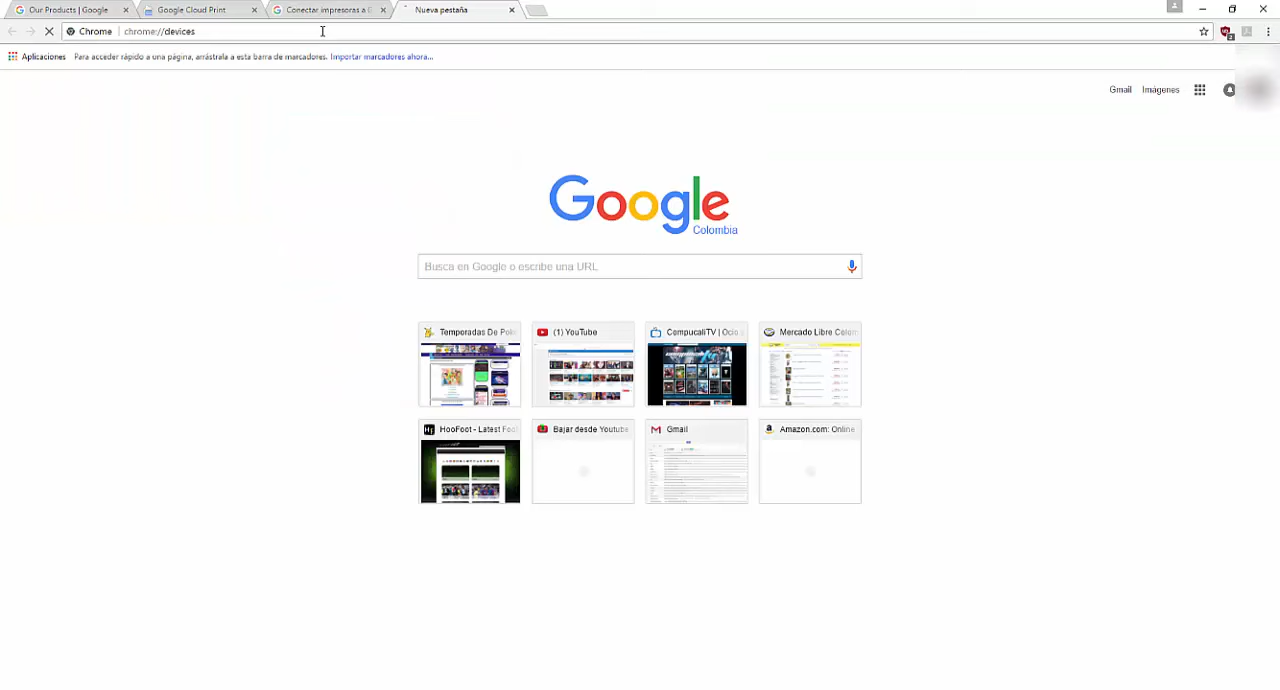 Our Products | Google
Google Cloud Print
Conectar impresoras a G
Nueva pestaña
Chrome
chrome://devices
Aplicaciones
Para acceder rápido a una página, arrástrala a esta barra de marcadores. Importar marcadores ahora...
Gmail
Imágenes
Google
Colombia
Busca en Google o escribe una URL
Temporadas De Pok
(1) YouTube
CompucaliTV | Ocio
Mercado Libre Colom
HooFoot - Latest Foo
Bajar desde Youtube
Gmail
Amazon.com: Online